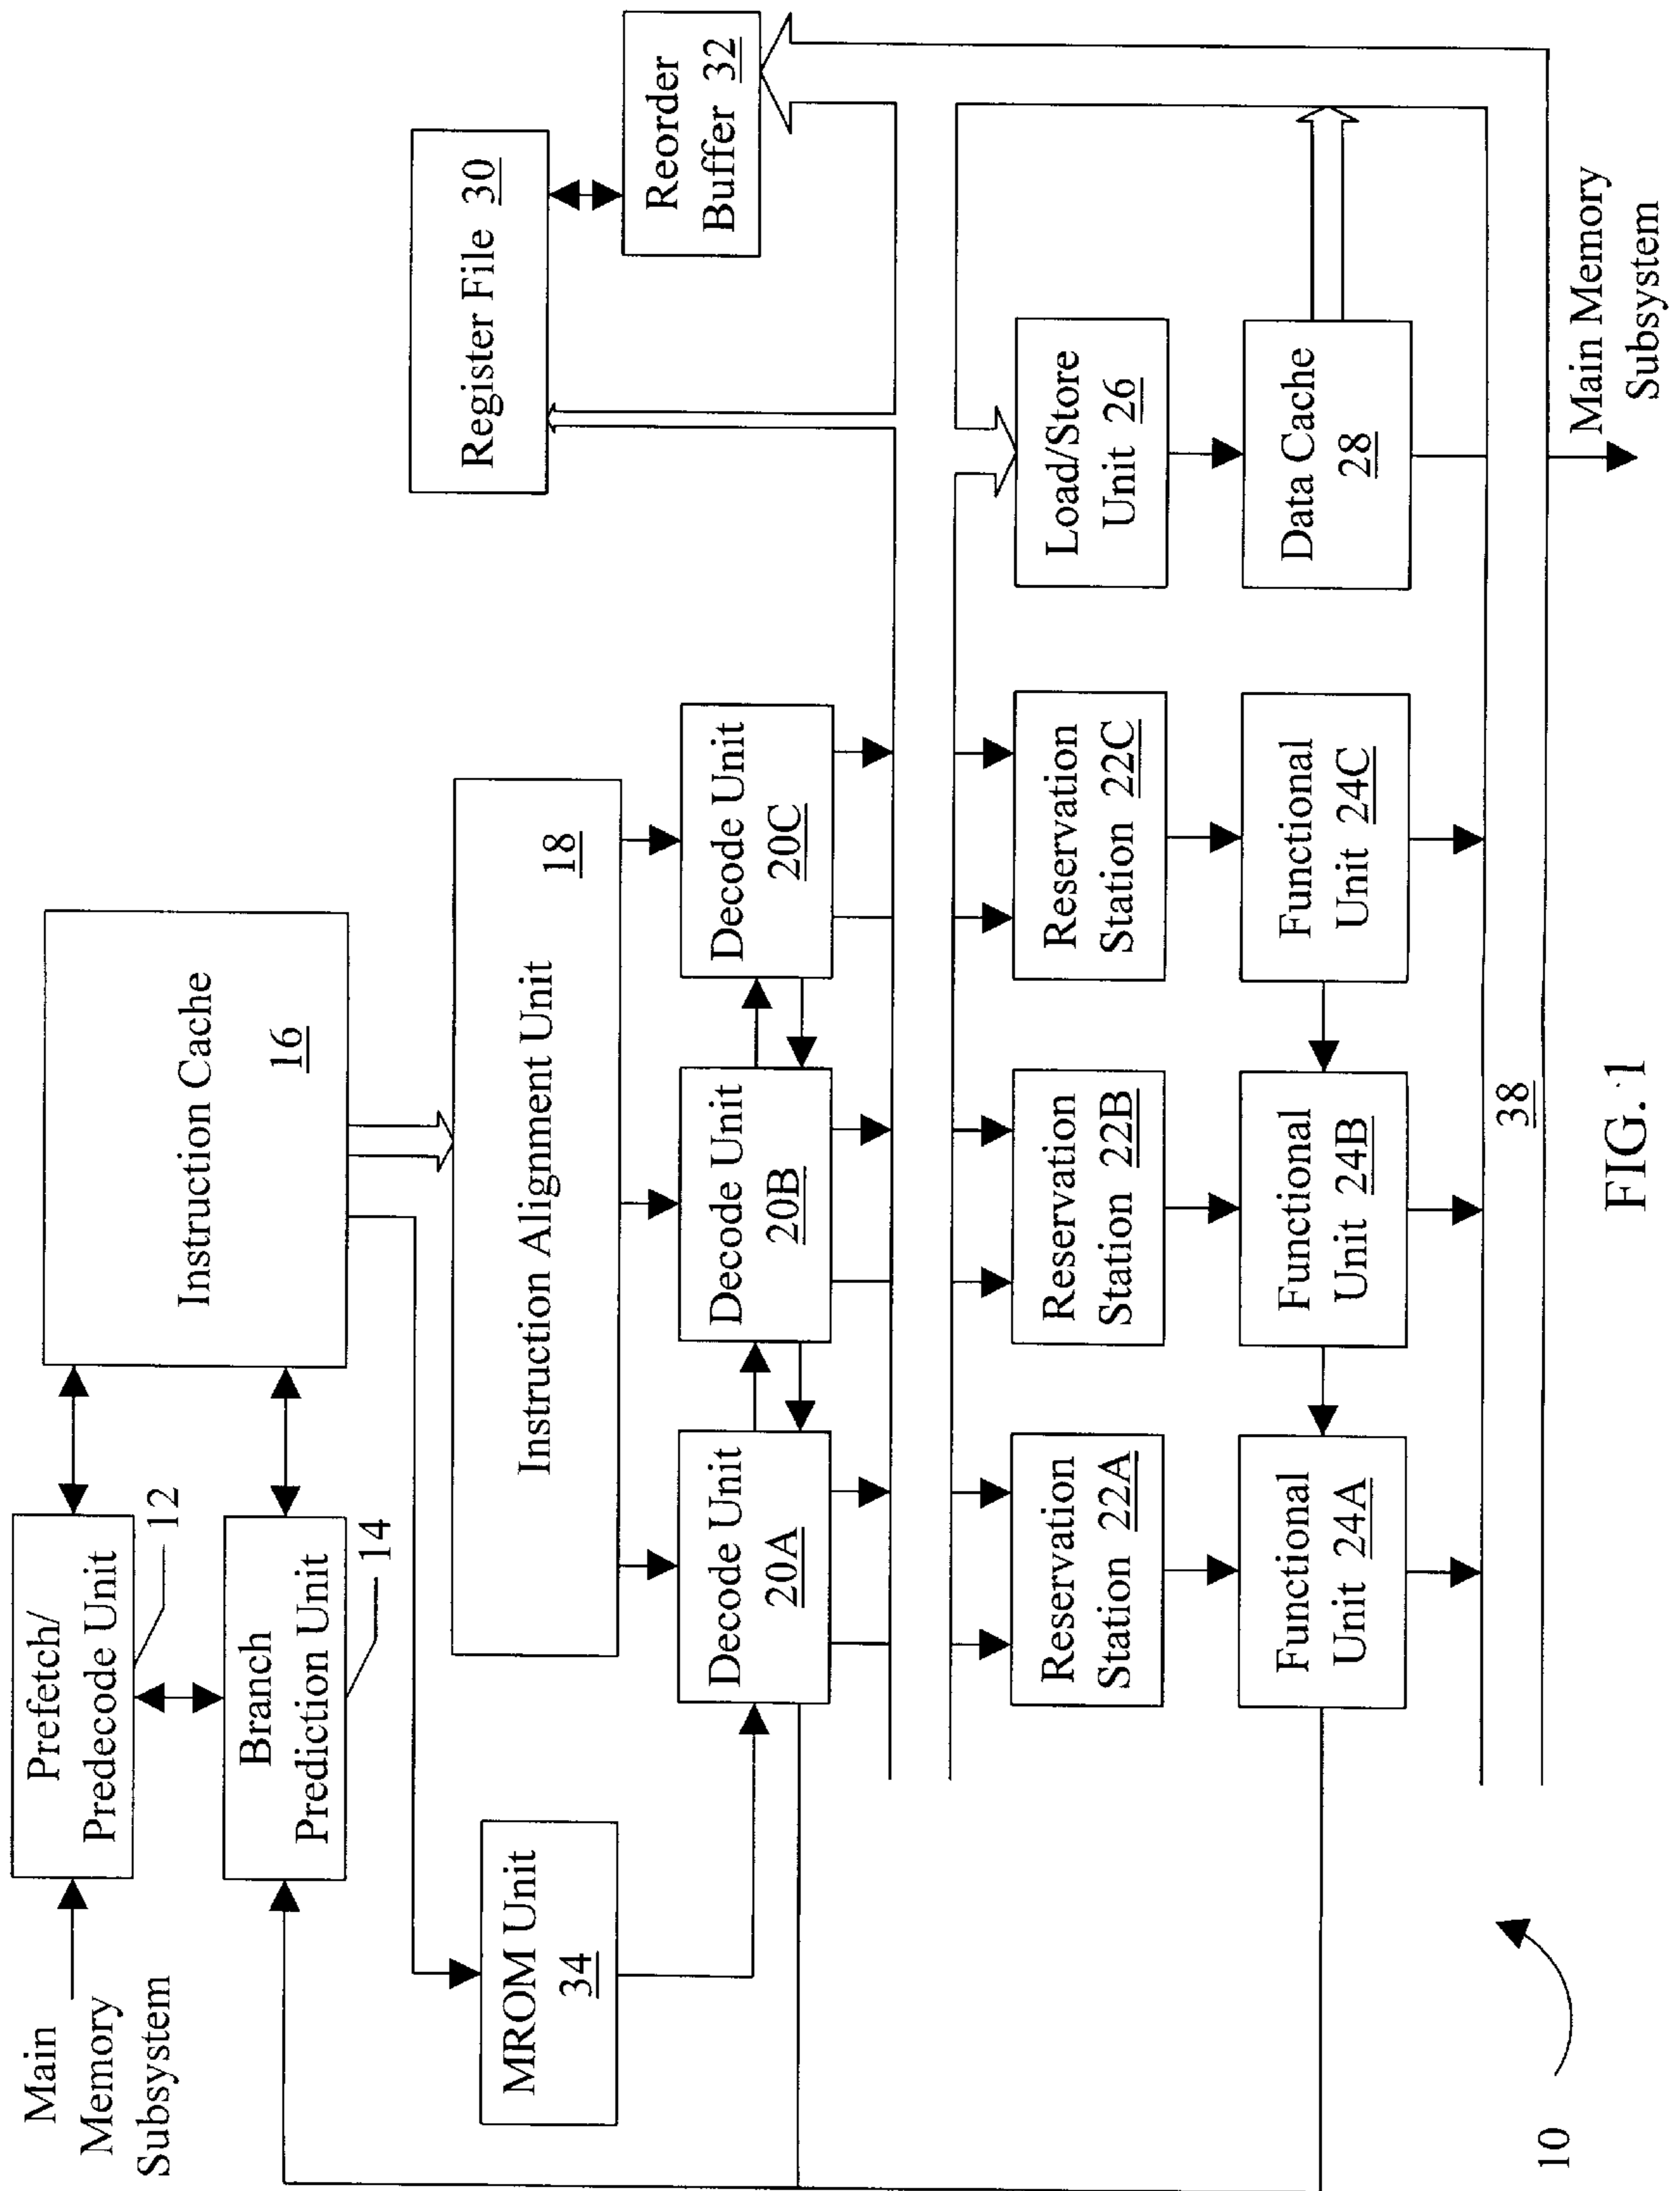 Main
Memory
Subsystem
Prefetch/
Predecode Unit
12
Branch
Prediction Unit
14
Instruction Cache
16
MROM Unit
34
Instruction Alignment Unit
18
Register File 30
Reorder
Buffer 32
Decode Unit
20A
Decode Unit
20B
Decode Unit
20C
Reservation
Station 22A
Reservation
Station 22B
Reservation
Station 22C
Load/Store
Unit 26
Functional
Unit 24A
Functional
Unit 24B
Functional
Unit 24C
Data Cache
28
38
Main Memory
Subsystem
10
FIG. 1